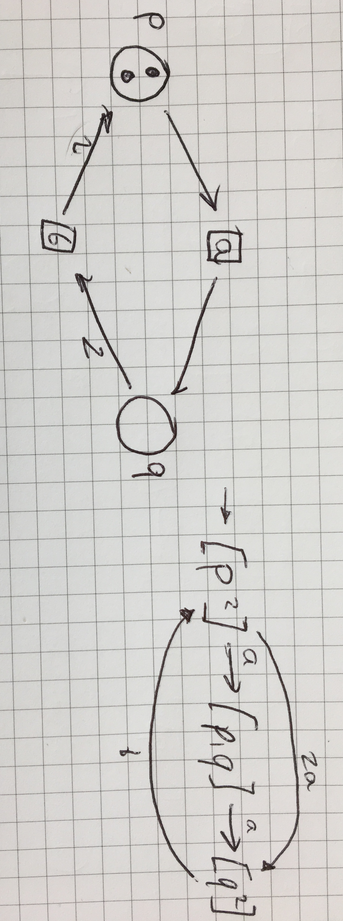 p
a
q
b
2
2
→ [p²] →a [p,q] →a [q²]
2a
b